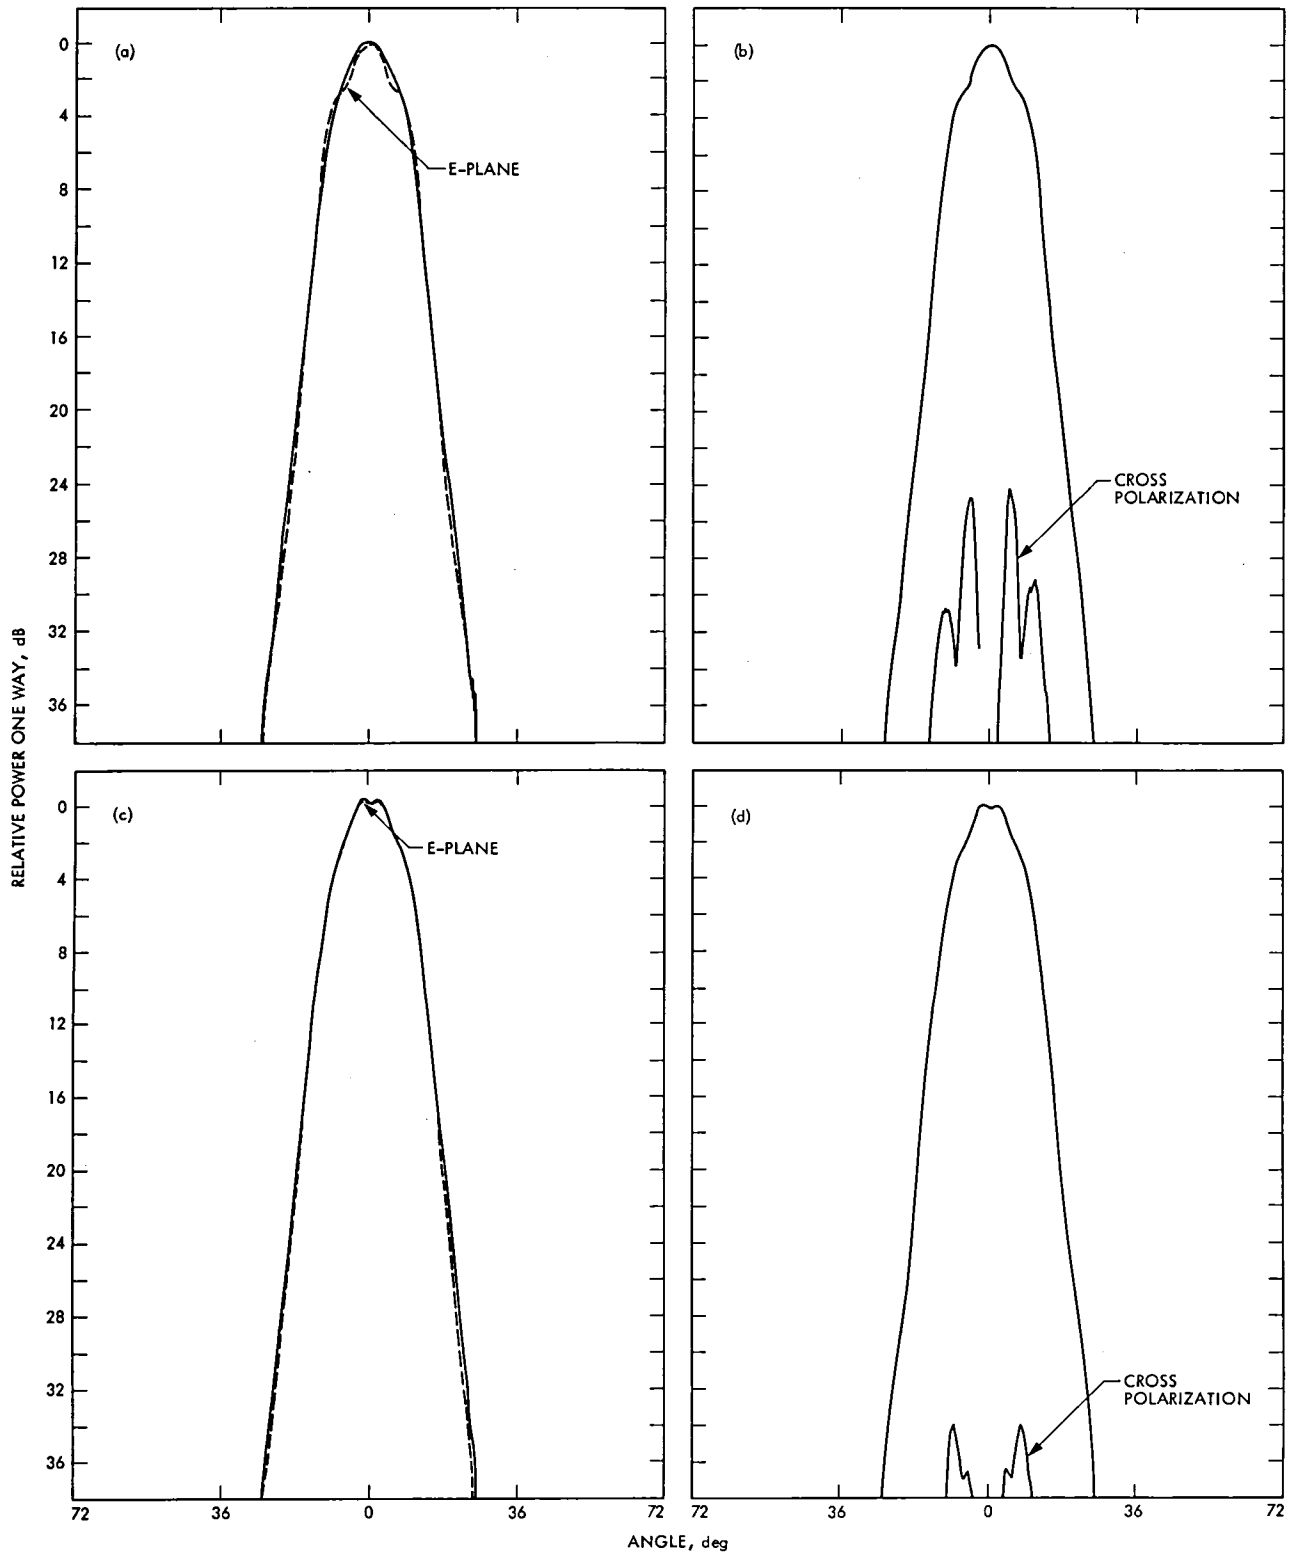 (a)
0
4
8
12
16
20
24
28
32
36
E-PLANE
(b)
CROSS
POLARIZATION
RELATIVE POWER ONE WAY, dB
(c)
0
4
8
12
16
20
24
28
32
36
E-PLANE
72
36
0
36
72
(d)
CROSS
POLARIZATION
72
36
0
36
72
ANGLE, deg